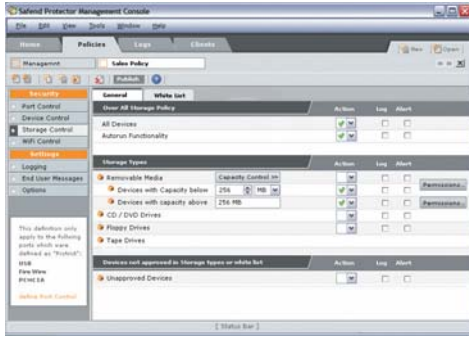 Safend Protector Management Console
File Edit View Tools Window Help
Home Policies Logs Clients
New Open
Managemnt Sales Policy
Publish
Security
Port Control
Device Control
Storage Control
WiFi Control
Settings
Logging
End User Messages
Options
This definition only
apply to the following
ports which were
defined as "Protrct":
USB
Fire Wire
PCMCIA
define Port Control
General White List
Over All Storage Policy Action Log Alert
All Devices
Autorun Functionality
Storage Types Action Log Alert
Removable Media Capacity Control >>
Devices with Capacity below 256 MB Permissions...
Devices with capacity above 256 MB Permissions...
CD / DVD Drives
Floppy Drives
Tape Drives
Devices not approved in Storage types or white list Action Log Alert
Unapproved Devices
[ Status Bar ]